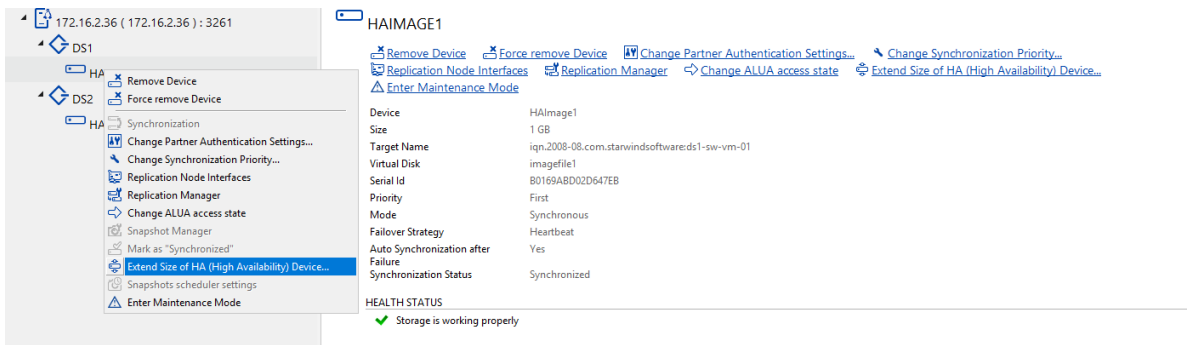 172.16.2.36 ( 172.16.2.36 ) : 3261
DS1
HA
DS2
HA
Remove Device
Force remove Device
Synchronization
Change Partner Authentication Settings...
Change Synchronization Priority...
Replication Node Interfaces
Replication Manager
Change ALUA access state
Snapshot Manager
Mark as "Synchronized"
Extend Size of HA (High Availability) Device...
Snapshots scheduler settings
Enter Maintenance Mode
HAIMAGE1
Remove Device Force remove Device Change Partner Authentication Settings... Change Synchronization Priority...
Replication Node Interfaces Replication Manager Change ALUA access state Extend Size of HA (High Availability) Device...
Enter Maintenance Mode
Device HAImage1
Size 1 GB
Target Name iqn.2008-08.com.starwindsoftware:ds1-sw-vm-01
Virtual Disk imagefile1
Serial Id B0169ABD02D647EB
Priority First
Mode Synchronous
Failover Strategy Heartbeat
Auto Synchronization after Yes
Failure
Synchronization Status Synchronized
HEALTH STATUS
Storage is working properly